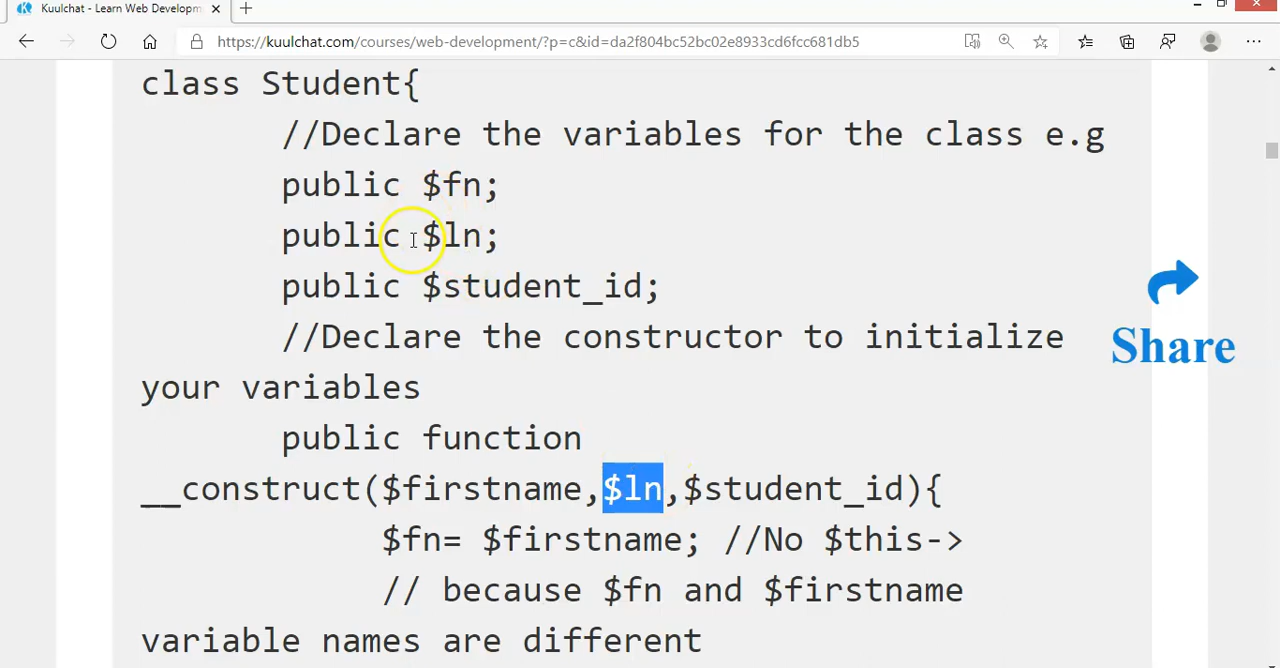 Kuulchat - Learn Web Developm
https://kuulchat.com/courses/web-development/?p=c&id=da2f804bc52bc02e8933cd6fcc681db5
class Student{
//Declare the variables for the class e.g
public $fn;
public $ln;
public $student_id;
//Declare the constructor to initialize
your variables
public function
__construct($firstname,$ln,$student_id){
$fn= $firstname; //No $this->
// because $fn and $firstname
variable names are different
Share